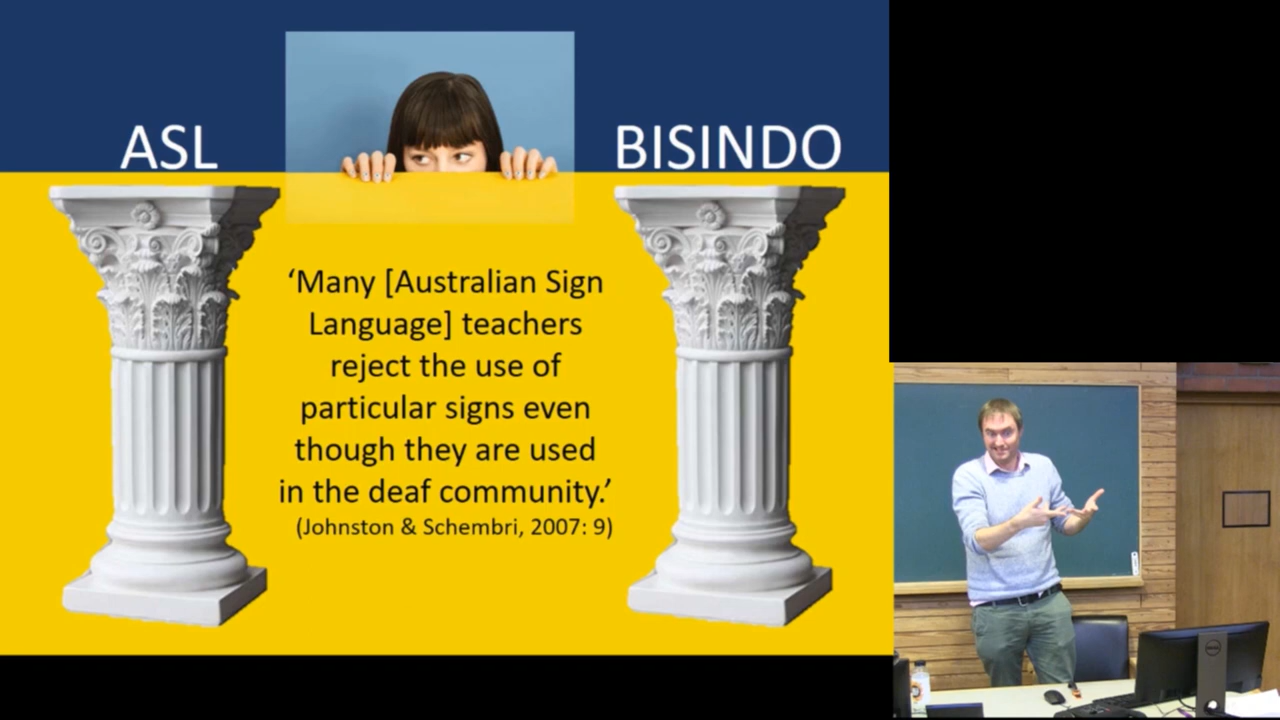 ASL
BISINDO
‘Many [Australian Sign
Language] teachers
reject the use of
particular signs even
though they are used
in the deaf community.’
(Johnston & Schembri, 2007: 9)
DELL